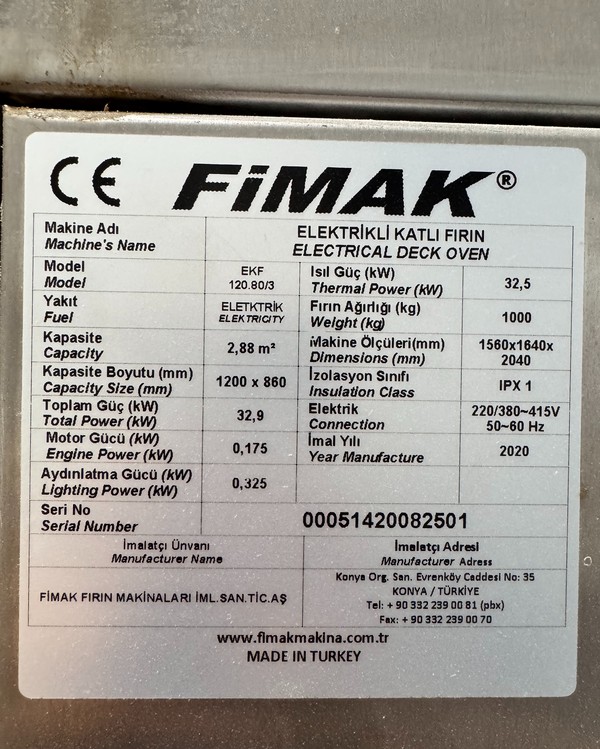 CE FiMAK®
Makine Adı
Machine's Name
ELEKTRİKLİ KATLI FIRIN
ELECTRICAL DECK OVEN
Model
Model
EKF
120.80/3
Isıl Güç (kW)
Thermal Power (kW)
32,5
Yakıt
Fuel
ELETKTRİK
ELEKTRICITY
Fırın Ağırlığı (kg)
Weight (kg)
1000
Kapasite
Capacity
2,88 m²
Makine Ölçüleri(mm)
Dimensions (mm)
1560x1640x
2040
Kapasite Boyutu (mm)
Capacity Size (mm)
1200 x 860
İzolasyon Sınıfı
Insulation Class
IPX 1
Toplam Güç (kW)
Total Power (kW)
32,9
Elektrik
Connection
220/380~415V
50~60 Hz
Motor Gücü (kW)
Engine Power (kW)
0,175
İmal Yılı
Year Manufacture
2020
Aydınlatma Gücü (kW)
Lighting Power (kW)
0,325
Seri No
Serial Number
00051420082501
İmalatçı Ünvanı
Manufacturer Name
İmalatçı Adresi
Manufacturer Adress
FİMAK FIRIN MAKİNALARI İML.SAN.TİC.AŞ
Konya Org. San. Evrenköy Caddesi No: 35
KONYA / TÜRKİYE
Tel: + 90 332 239 00 81 (pbx)
Fax: + 90 332 239 00 70
www.fimakmakina.com.tr
MADE IN TURKEY